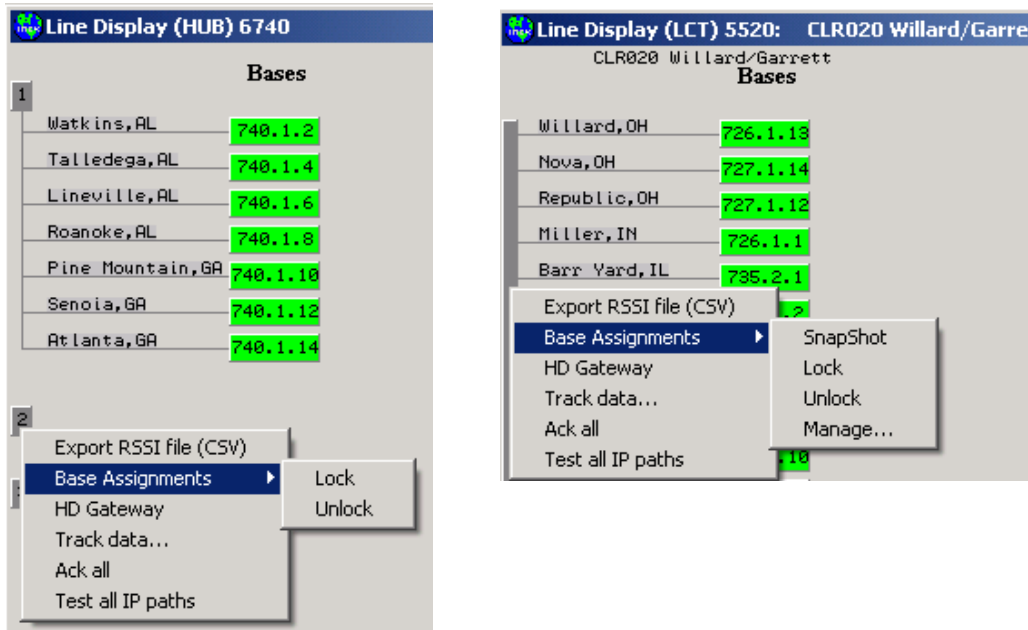 Line Display (HUB) 6740
Bases
1
Watkins,AL 740.1.2
Talledega,AL 740.1.4
Lineville,AL 740.1.6
Roanoke,AL 740.1.8
Pine Mountain,GA 740.1.10
Senoia,GA 740.1.12
Atlanta,GA 740.1.14
2
Export RSSI file (CSV)
Base Assignments
Lock
HD Gateway
Unlock
Track data...
Ack all
Test all IP paths
Line Display (LCT) 5520: CLR020 Willard/Garre
CLR020 Willard/Garrett
Bases
Willard,OH 726.1.13
Nova,OH 727.1.14
Republic,OH 727.1.12
Miller,IN 726.1.1
Barr Yard,IL 735.2.1
Export RSSI file (CSV)
.2
Base Assignments
SnapShot
HD Gateway
Lock
Track data...
Unlock
Ack all
Manage...
Test all IP paths
.10